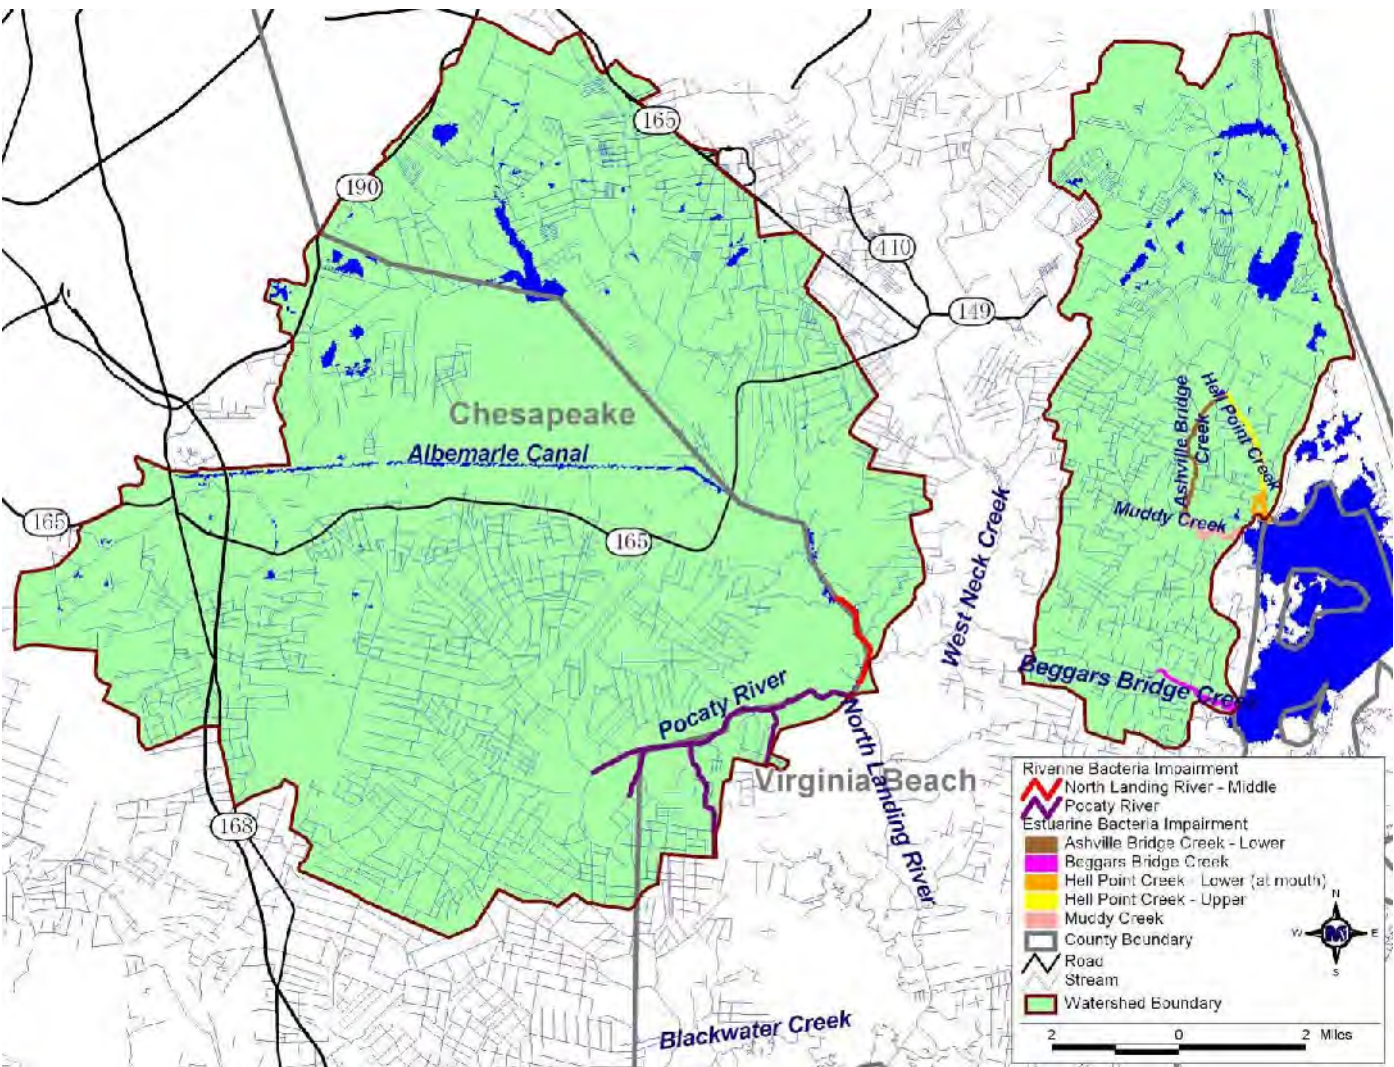 165
190
410
149
Chesapeake
Albemarle Canal
Ashville Bridge
Creek
Hell Point Creek
Muddy Creek
165
165
West Neck Creek
Beggars Bridge Creek
Pocaty River
North Landing River
Virginia Beach
168
Blackwater Creek
Riverine Bacteria Impairment
North Landing River - Middle
Pocaty River
Estuarine Bacteria Impairment
Ashville Bridge Creek - Lower
Beggars Bridge Creek
Hell Point Creek - Lower (at mouth)
Hell Point Creek - Upper
Muddy Creek
County Boundary
Road
Stream
Watershed Boundary
N
W
E
S
2 0 2 Miles